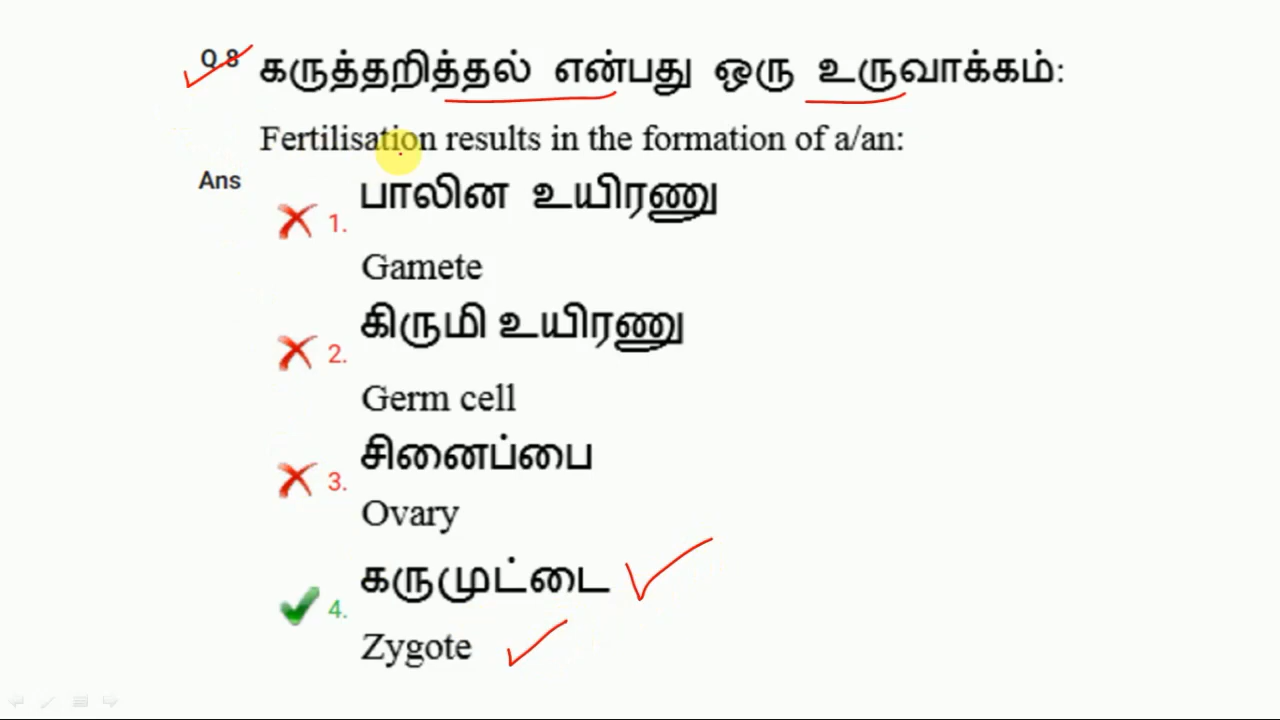 Q 8 கருத்தறித்தல் என்பது ஒரு உருவாக்கம்:
Fertilisation results in the formation of a/an:
Ans
1. பாலின உயிரணு
Gamete
2. கிருமி உயிரணு
Germ cell
3. சினைப்பை
Ovary
4. கருமுட்டை
Zygote